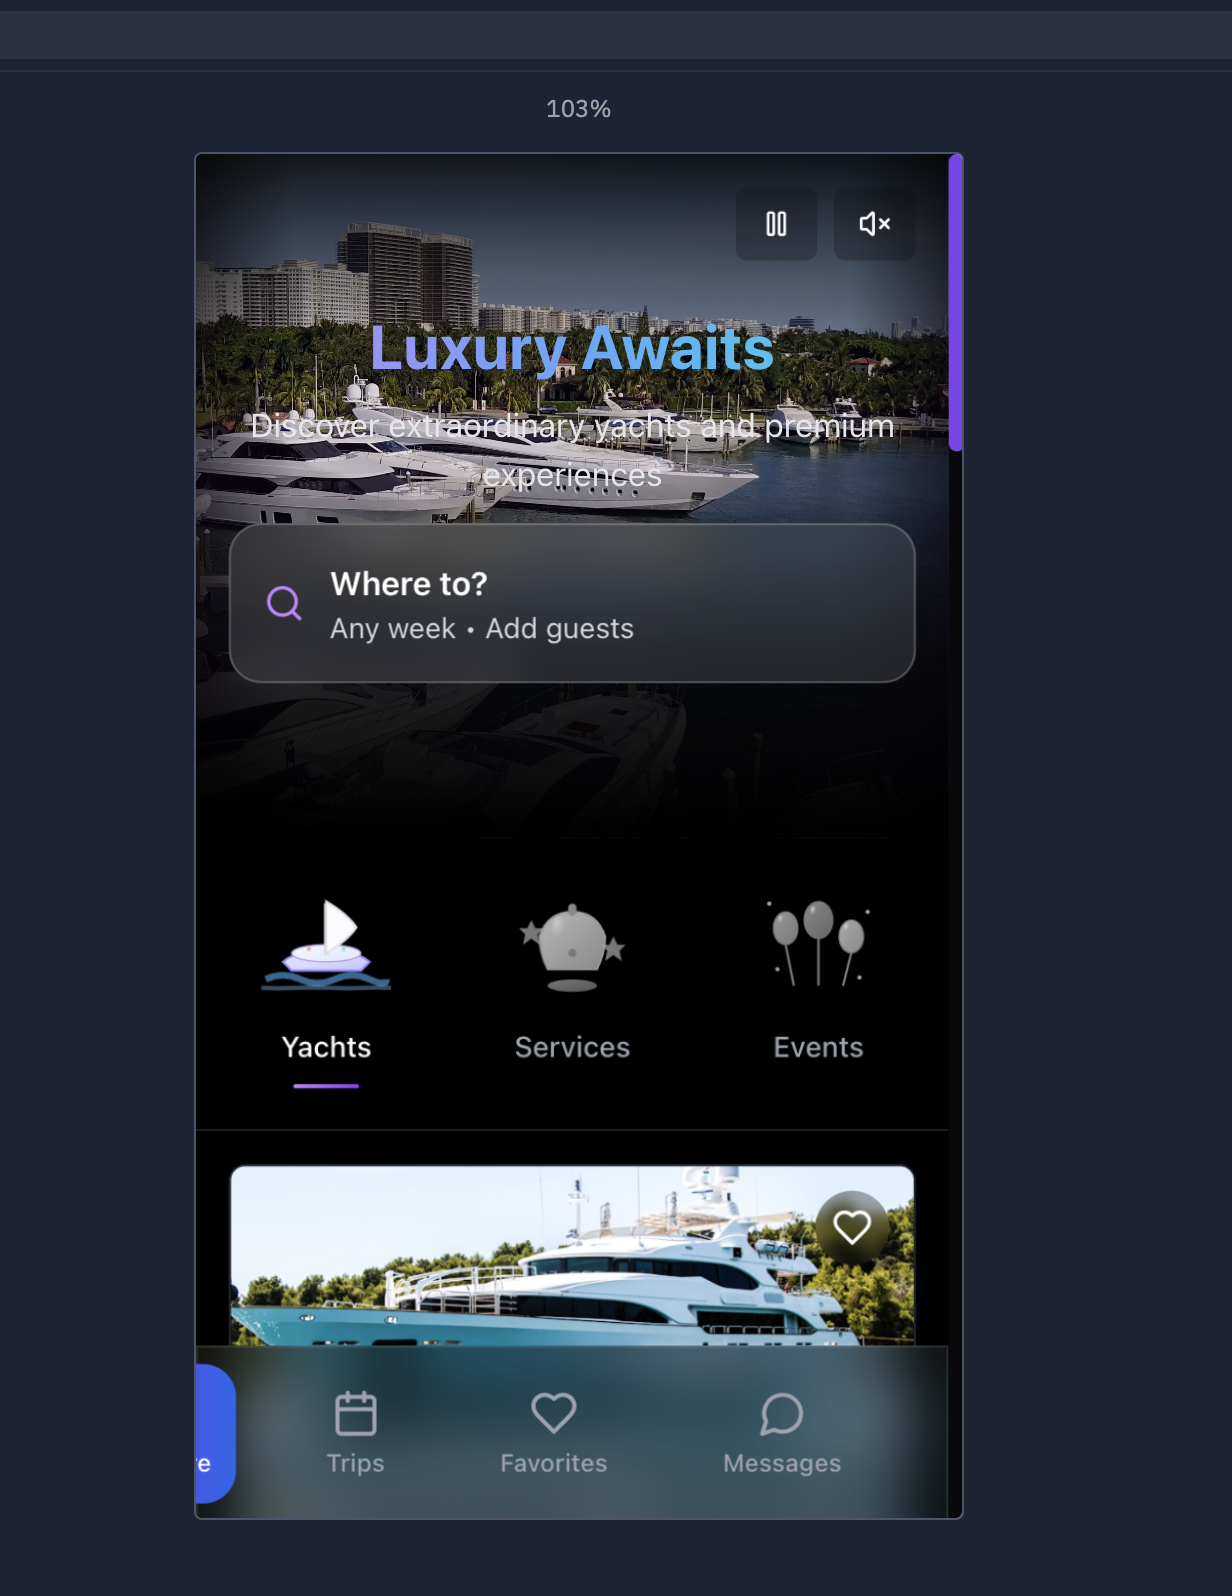 103%
Luxury Awaits
Discover extraordinary yachts and premium
experiences
Where to?
Any week • Add guests
Yachts
Services
Events
e
Trips
Favorites
Messages